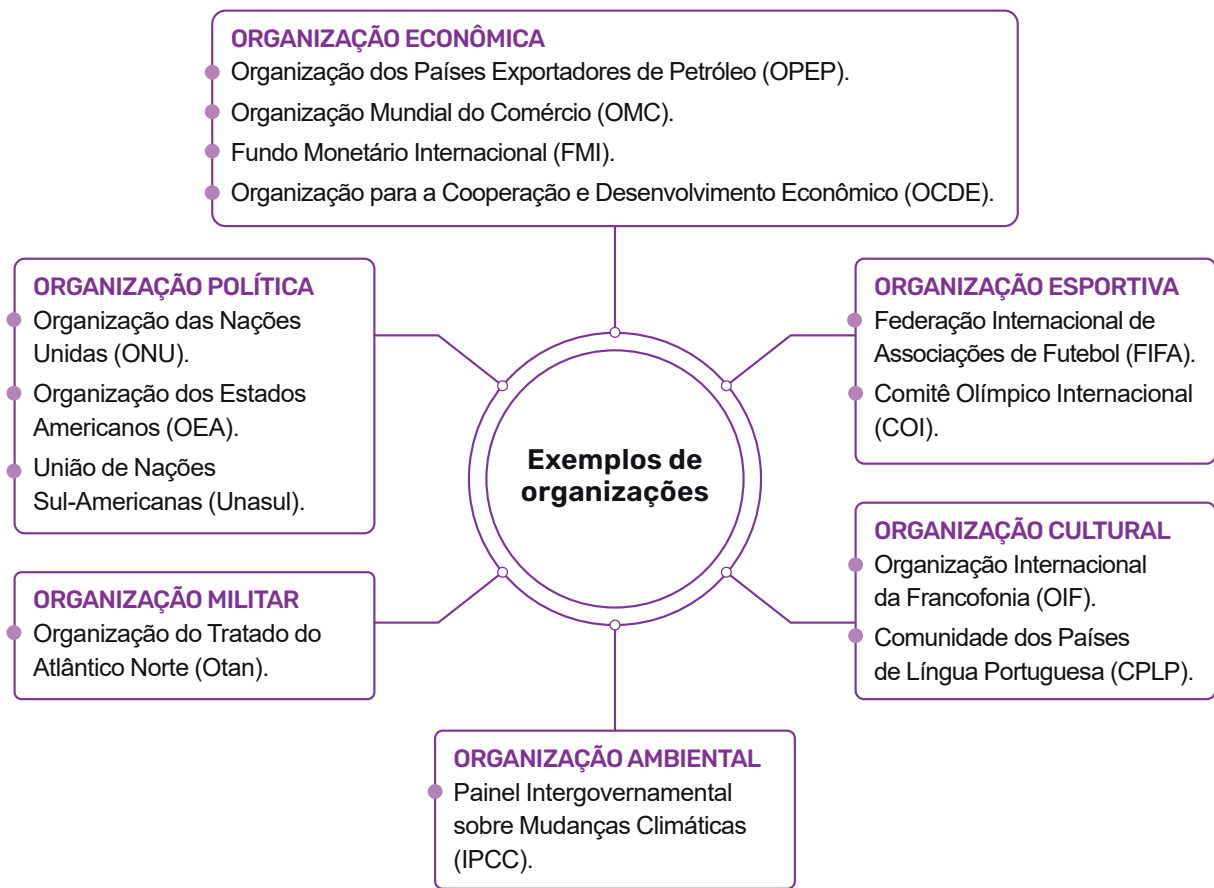 ORGANIZAÇÃO ECONÔMICA
Organização dos Países Exportadores de Petróleo (OPEP).
Organização Mundial do Comércio (OMC).
Fundo Monetário Internacional (FMI).
Organização para a Cooperação e Desenvolvimento Econômico (OCDE).
ORGANIZAÇÃO POLÍTICA
Organização das Nações
Unidas (ONU).
Organização dos Estados
Americanos (OEA).
União de Nações
Sul-Americanas (Unasul).
ORGANIZAÇÃO ESPORTIVA
Federação Internacional de
Associações de Futebol (FIFA).
Comitê Olímpico Internacional
(COI).
Exemplos de
organizações
ORGANIZAÇÃO MILITAR
Organização do Tratado do
Atlântico Norte (Otan).
ORGANIZAÇÃO CULTURAL
Organização Internacional
da Francofonia (OIF).
Comunidade dos Países
de Língua Portuguesa (CPLP).
ORGANIZAÇÃO AMBIENTAL
Painel Intergovernamental
sobre Mudanças Climáticas
(IPCC).